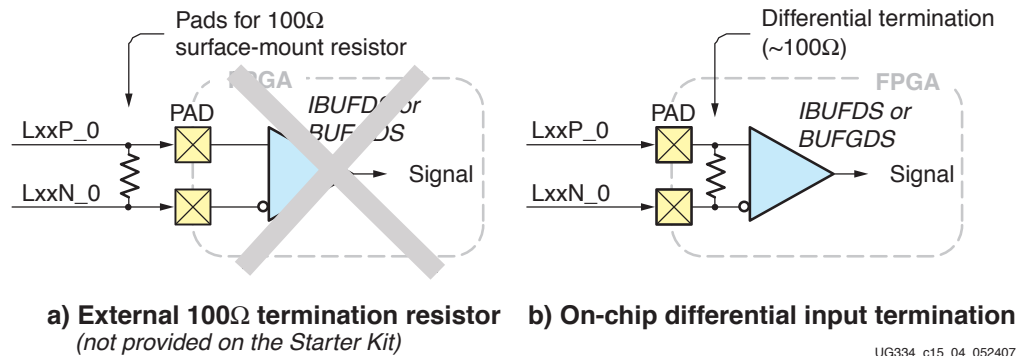 Pads for 100Ω
surface-mount resistor
FPGA
PAD
IBUFDS or
BUFGDS
LxxP_0
Signal
LxxN_0
a) External 100Ω termination resistor
(not provided on the Starter Kit)
Differential termination
(~100Ω)
FPGA
PAD
IBUFDS or
BUFGDS
LxxP_0
Signal
LxxN_0
b) On-chip differential input termination
UG334_c15_04_052407